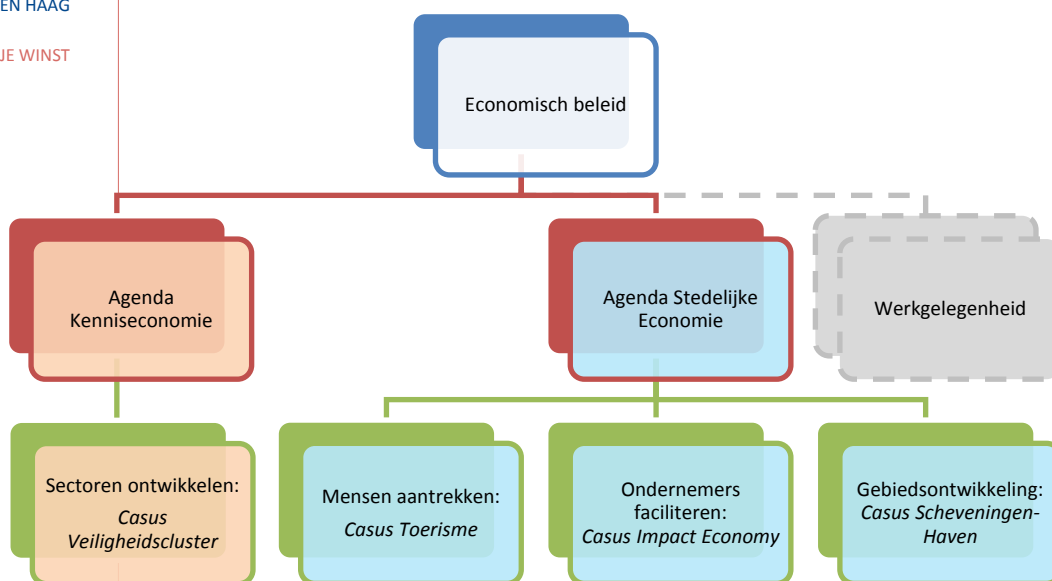 EN HAAG
JE WINST
Economisch beleid
Agenda
Kenniseconomie
Agenda Stedelijke
Economie
Werkgelegenheid
Sectoren ontwikkelen:
Casus
Veiligheidscluster
Mensen aantrekken:
Casus Toerisme
Ondernemers
faciliteren:
Casus Impact Economy
Gebiedsontwikkeling:
Casus Scheveningen-
Haven